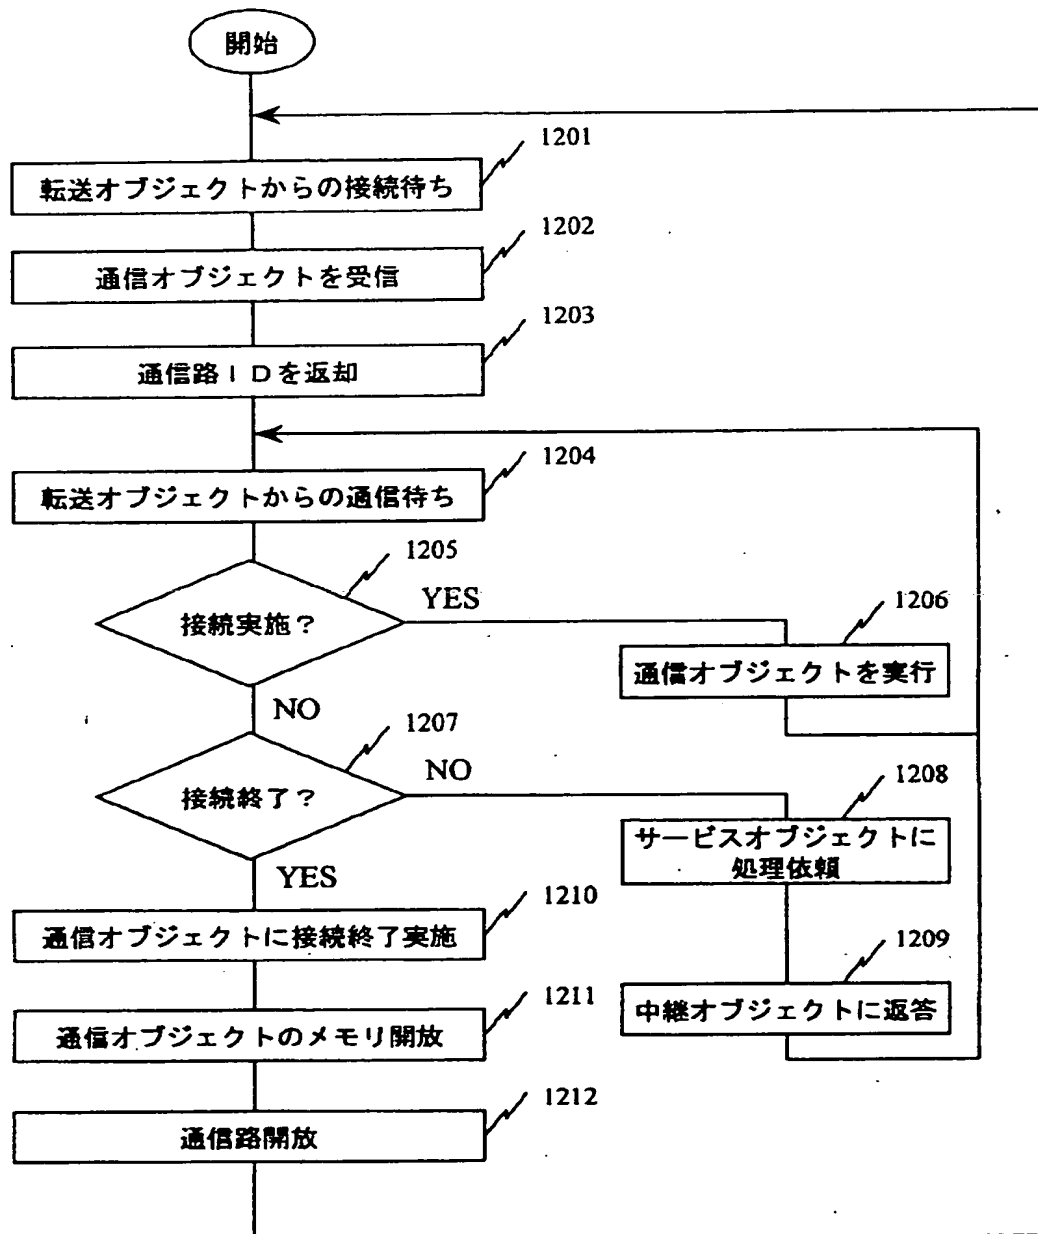 開始
1201
転送オブジェクトからの接続待ち
1202
通信オブジェクトを受信
1203
通信路IDを返却
1204
転送オブジェクトからの通信待ち
1205
接続実施?
YES
1206
通信オブジェクトを実行
NO
1207
接続終了?
NO
1208
サービスオブジェクトに
処理依頼
YES
1210
通信オブジェクトに接続終了実施
1209
中継オブジェクトに返答
1211
通信オブジェクトのメモリ開放
1212
通信路開放